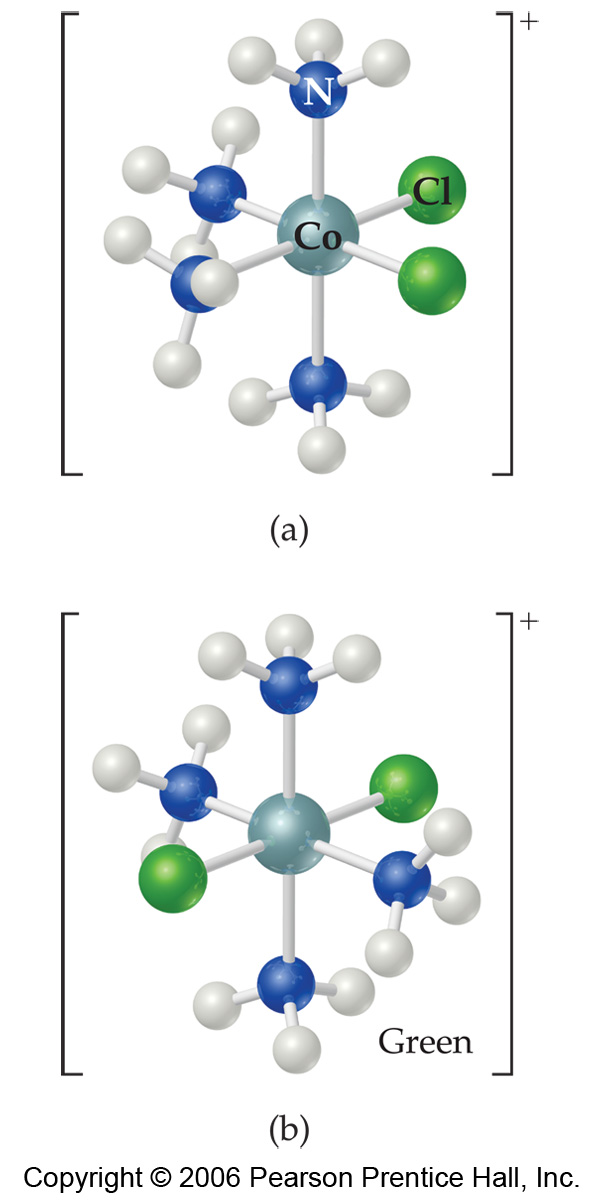 +
N
Cl
Co
(a)
+
Green
(b)
Copyright © 2006 Pearson Prentice Hall, Inc.